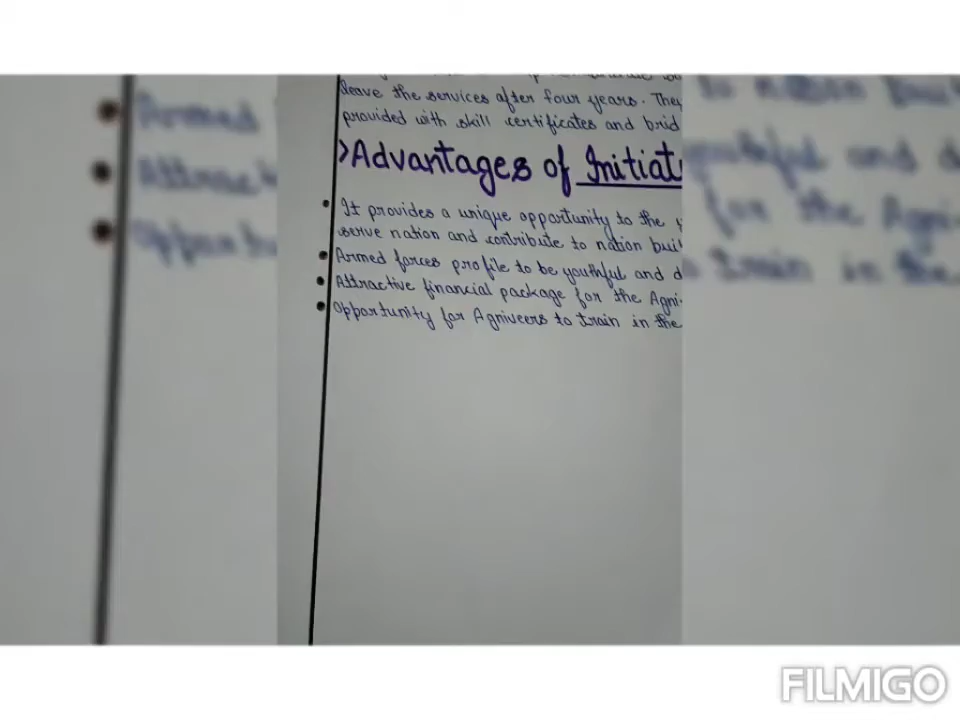 leave the services after four years. They
provided with skill certificates and brid
>Advantages of Initiat
• It provides a unique opportunity to the y
serve nation and contribute to nation buil
• Armed forces profile to be youthful and d
• Attractive financial package for the Agni
• Opportunity for Agniveers to train in the
FILMIGO